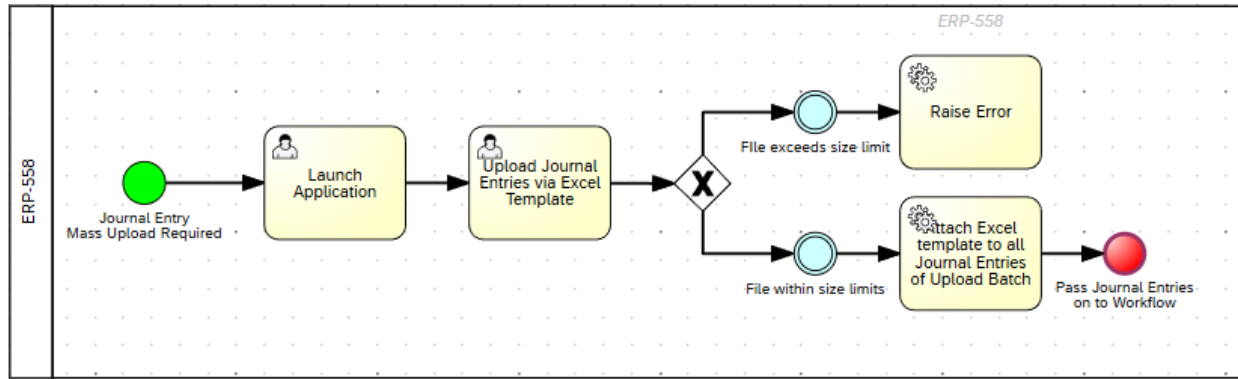 ERP-558
ERP-558
Journal Entry
Mass Upload Required
Launch
Application
Upload Journal
Entries via Excel
Template
X
FIle exceeds size limit
Raise Error
File within size limits
Attach Excel
template to all
Journal Entries
of Upload Batch
Pass Journal Entries
on to Workflow